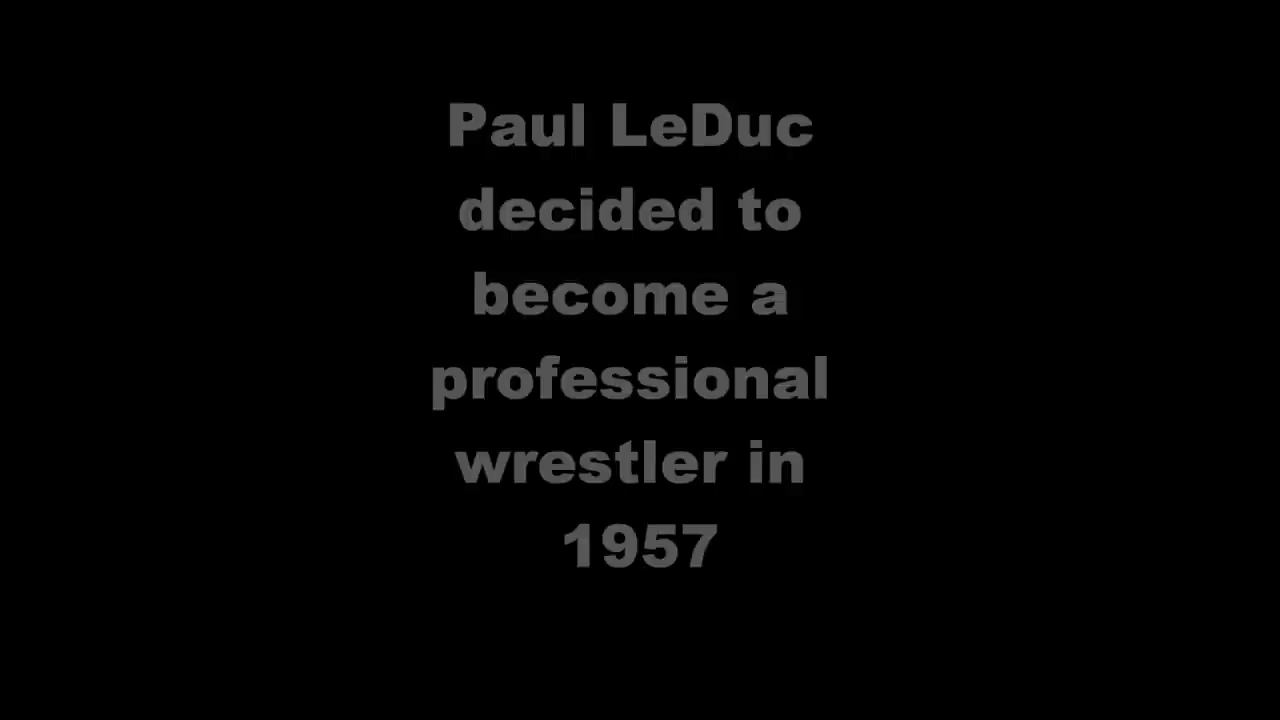 Paul LeDuc
decided to
become a
professional
wrestler in
1957